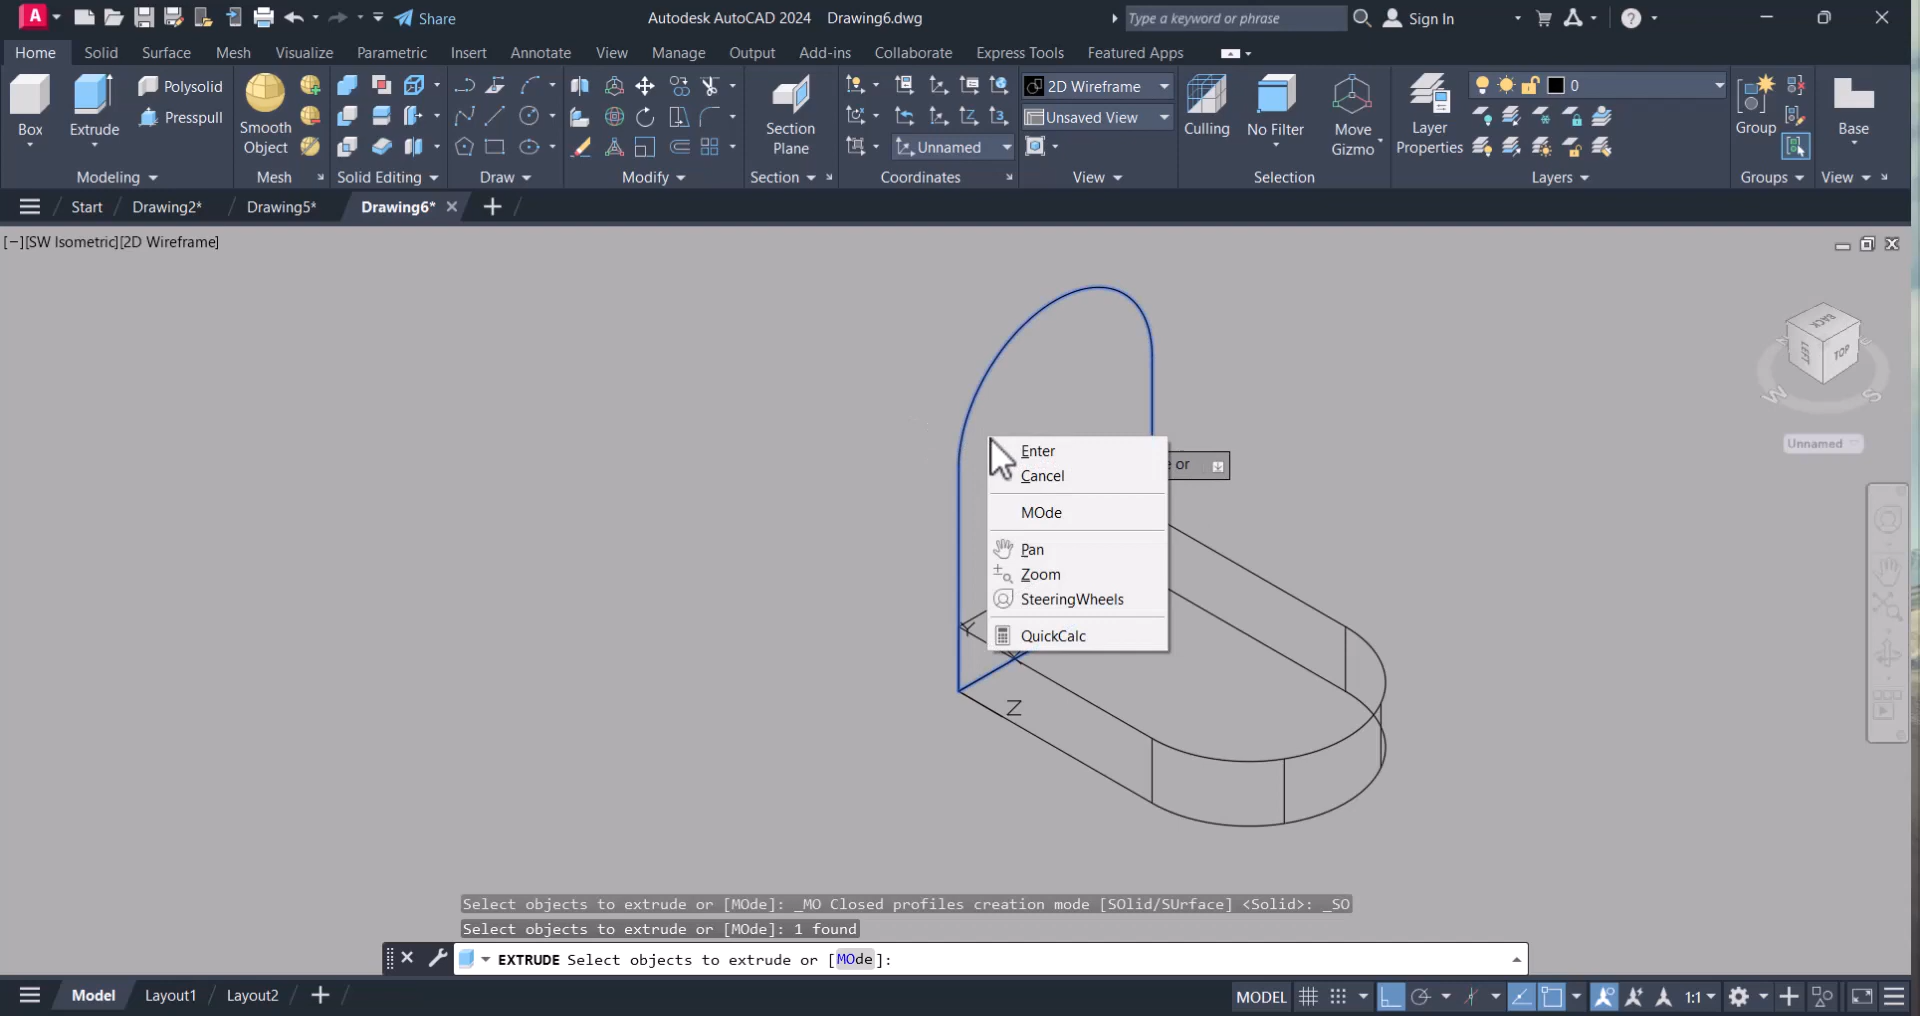 A Share Autodesk AutoCAD 2024 Drawing6.dwg Type a keyword or phrase Sign In ?
Home Solid Surface Mesh Visualize Parametric Insert Annotate View Manage Output Add-ins Collaborate Express Tools Featured Apps
Box Extrude Polysolid Presspull Smooth Object Section Plane Unnamed 2D Wireframe Unsaved View Culling No Filter Move Gizmo Layer Properties 0 Group Base
Modeling Mesh Solid Editing Draw Modify Section Coordinates View Selection Layers Groups View
Start Drawing2* Drawing5* Drawing6*
[−][SW Isometric][2D Wireframe]
BACK
LEFT TOP
W S
Unnamed
Enter
e or
Cancel
MOde
Pan
Zoom
SteeringWheels
QuickCalc
Y
Z
Select objects to extrude or [MOde]: _MO Closed profiles creation mode [SOlid/SUrface] <Solid>: _SO
Select objects to extrude or [MOde]: 1 found
EXTRUDE Select objects to extrude or [MOde]:
Model Layout1 Layout2 MODEL 1:1